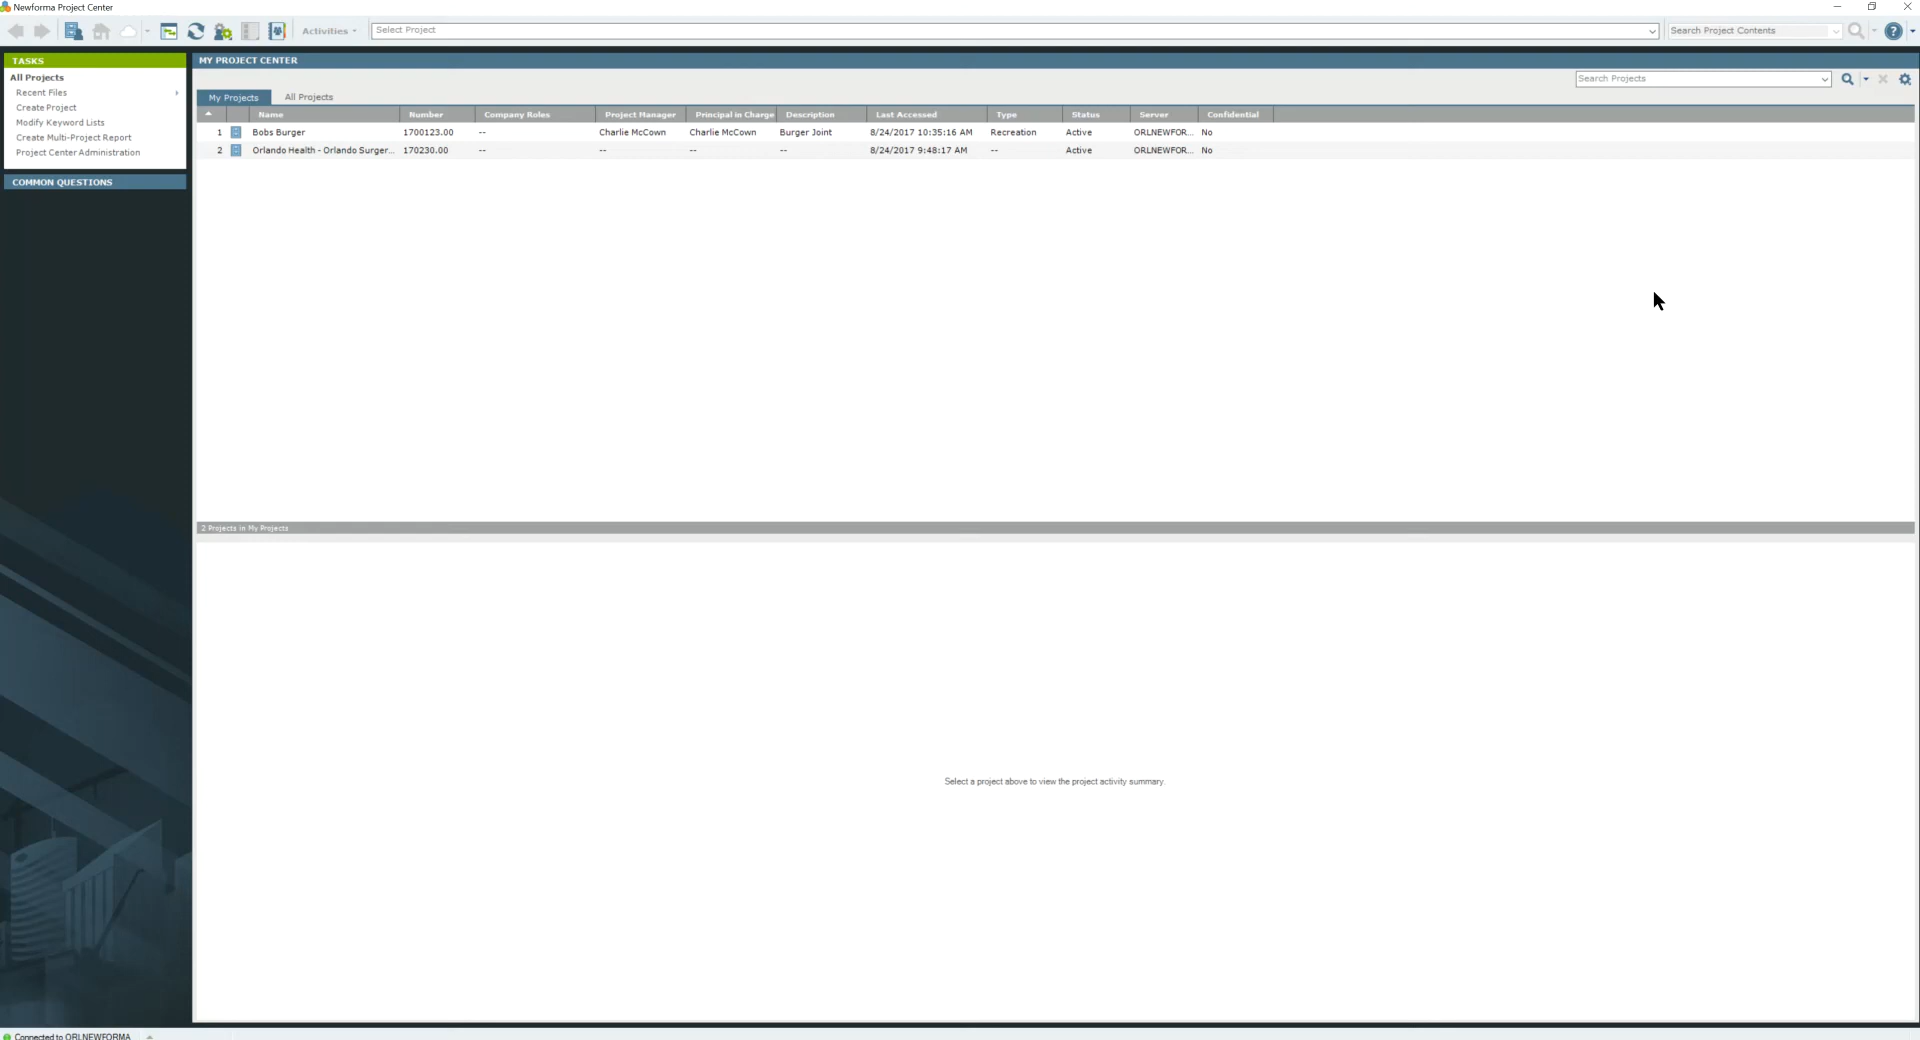 Newforma Project Center
Activities
Select Project
Search Project Contents
TASKS
All Projects
Recent Files
Create Project
Modify Keyword Lists
Create Multi-Project Report
Project Center Administration
COMMON QUESTIONS
MY PROJECT CENTER
Search Projects
My Projects All Projects
Name Number Company Roles Project Manager Principal in Charge Description Last Accessed Type Status Server Confidential
1 Bobs Burger 1700123.00 -- Charlie McCown Charlie McCown Burger Joint 8/24/2017 10:35:16 AM Recreation Active ORLNEWFOR... No
2 Orlando Health - Orlando Surger... 170230.00 -- -- -- -- 8/24/2017 9:48:17 AM -- Active ORLNEWFOR... No
2 Projects in My Projects
Select a project above to view the project activity summary.
Connected to ORLNEWFORMA